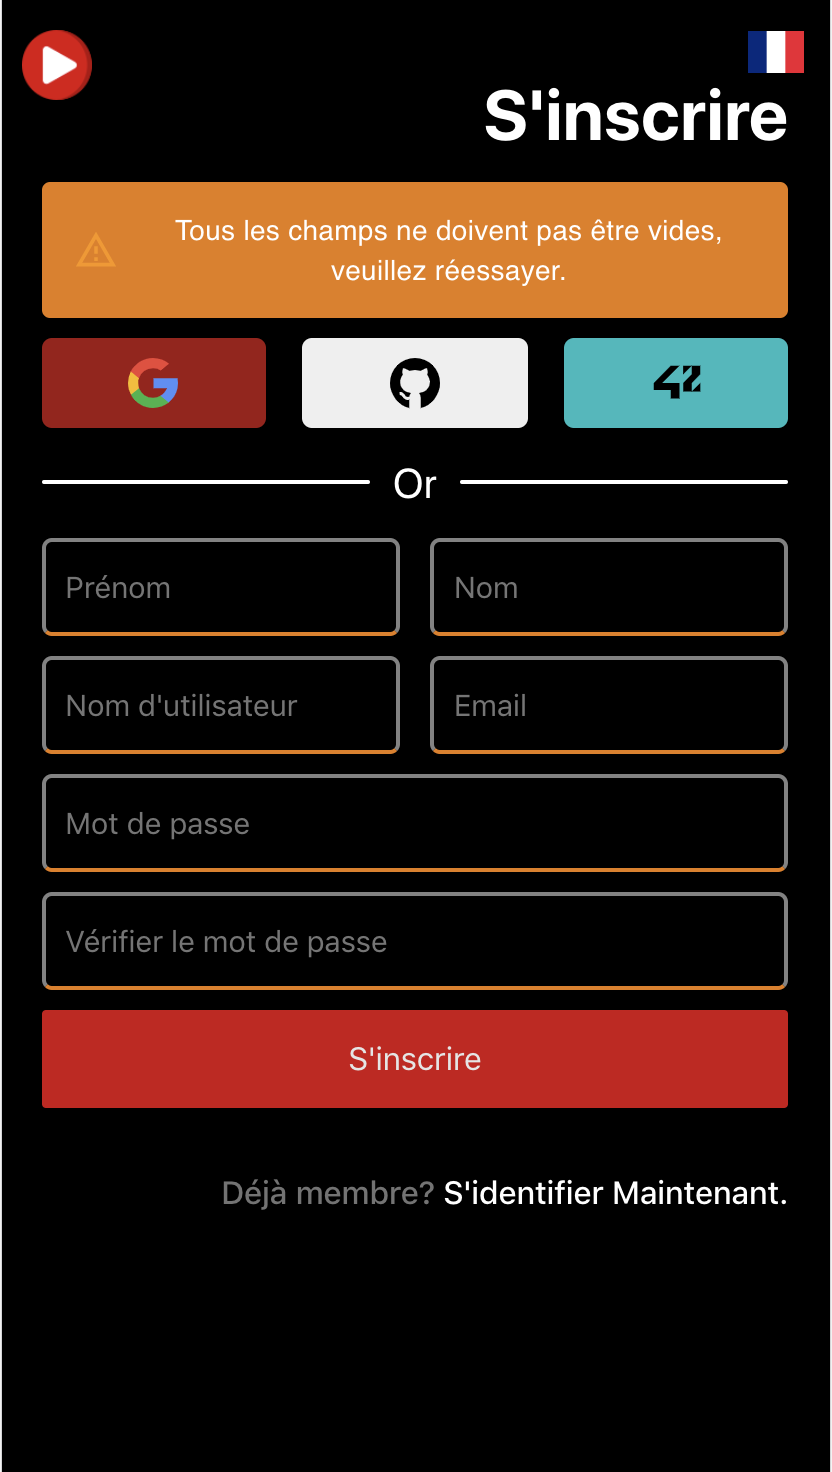 S'inscrire
Tous les champs ne doivent pas être vides,
veuillez réessayer.
42
Or
Prénom
Nom
Nom d'utilisateur
Email
Mot de passe
Vérifier le mot de passe
S'inscrire
Déjà membre? S'identifier Maintenant.